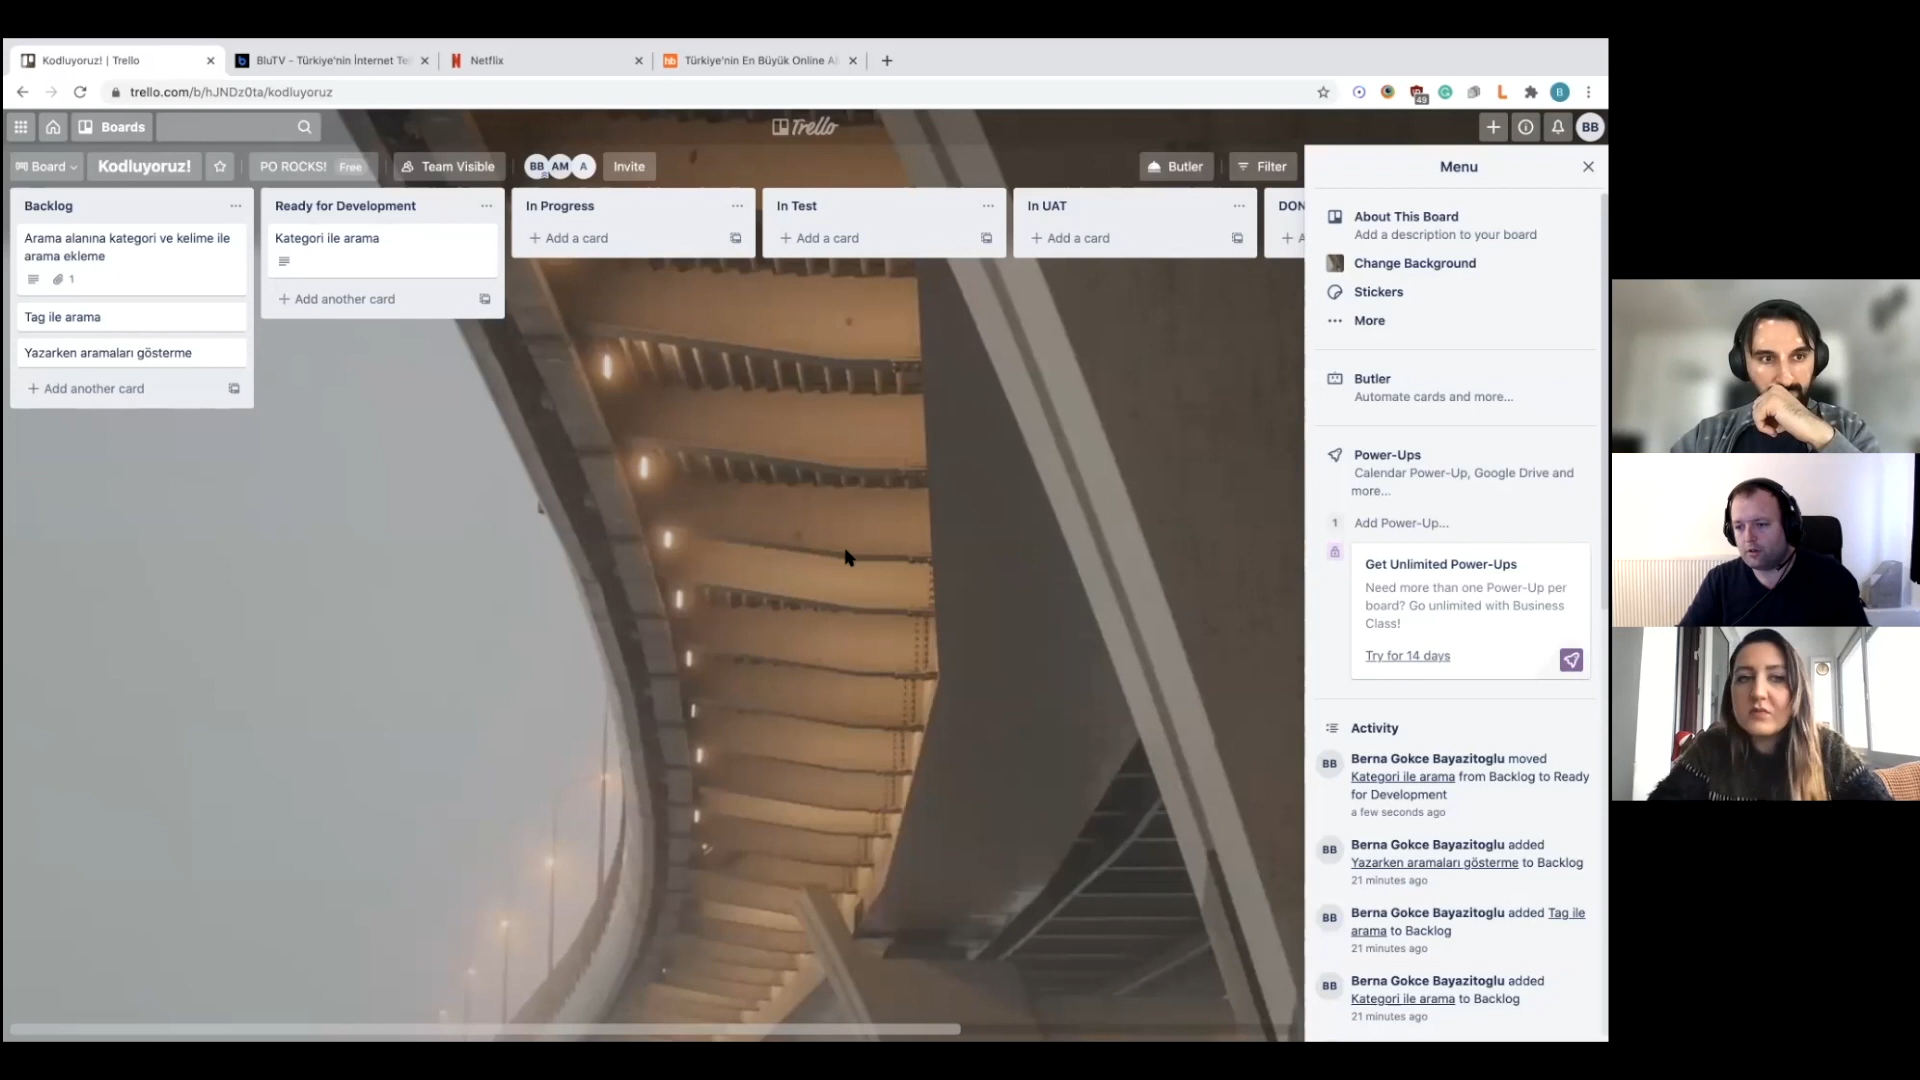 Kodluyoruz! | Trello
BluTV - Türkiye'nin İnternet Te
Netflix
Türkiye'nin En Büyük Online A
trello.com/b/hJNDz0ta/kodluyoruz
49
B
Boards
Trello
BB
Board
Kodluyoruz!
PO ROCKS! Free
Team Visible
BB AM A
Invite
Butler
Filter
Backlog
Arama alanına kategori ve kelime ile
arama ekleme
1
Tag ile arama
Yazarken aramaları gösterme
+ Add another card
Ready for Development
Kategori ile arama
+ Add another card
In Progress
+ Add a card
In Test
+ Add a card
In UAT
+ Add a card
DON
+ A
Menu
About This Board
Add a description to your board
Change Background
Stickers
More
Butler
Automate cards and more...
Power-Ups
Calendar Power-Up, Google Drive and
more...
1 Add Power-Up...
Get Unlimited Power-Ups
Need more than one Power-Up per
board? Go unlimited with Business
Class!
Try for 14 days
Activity
BB
Berna Gokce Bayazitoglu moved
Kategori ile arama from Backlog to Ready
for Development
a few seconds ago
BB
Berna Gokce Bayazitoglu added
Yazarken aramaları gösterme to Backlog
21 minutes ago
BB
Berna Gokce Bayazitoglu added Tag ile
arama to Backlog
21 minutes ago
BB
Berna Gokce Bayazitoglu added
Kategori ile arama to Backlog
21 minutes ago